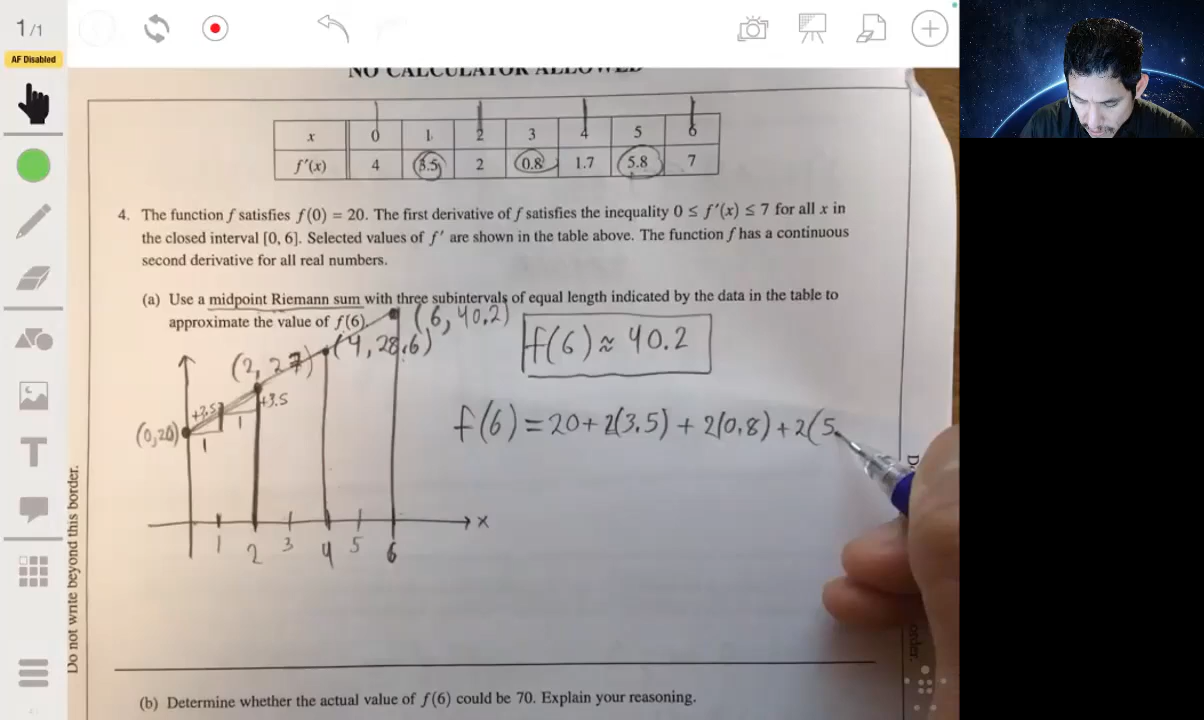 1/1
AF Disabled
NO CALCULATOR ALLOWED
x 0 1 2 3 4 5 6
f'(x) 4 3.5 2 0.8 1.7 5.8 7
4. The function f satisfies f(0) = 20. The first derivative of f satisfies the inequality 0 ≤ f'(x) ≤ 7 for all x in
the closed interval [0, 6]. Selected values of f' are shown in the table above. The function f has a continuous
second derivative for all real numbers.
(a) Use a midpoint Riemann sum with three subintervals of equal length indicated by the data in the table to
approximate the value of f(6).
(6, 40.2)
f(6) ≈ 40.2
(4, 28.6)
(2, 27)
+3.5
+3.5
(0,20)
1
1
f(6) = 20 + 2(3.5) + 2(0.8) + 2(5.
x
1 2 3 4 5 6
Do not write beyond this border.
order.
(b) Determine whether the actual value of f(6) could be 70. Explain your reasoning.